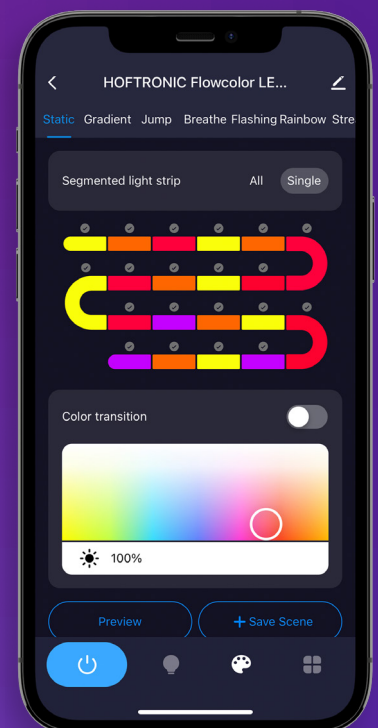 HOFTRONIC Flowcolor LE...
Static Gradient Jump Breathe Flashing Rainbow Stre
Segmented light strip All Single
Color transition
100%
Preview + Save Scene